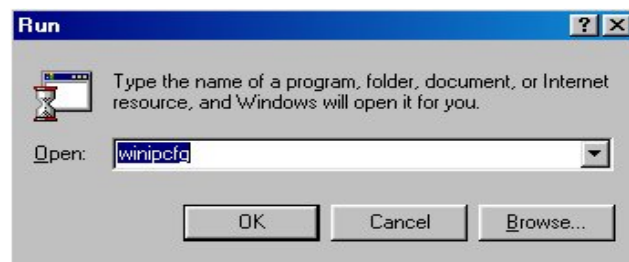 Run
Type the name of a program, folder, document, or Internet
resource, and Windows will open it for you.
Open: winipcfg
OK Cancel Browse...